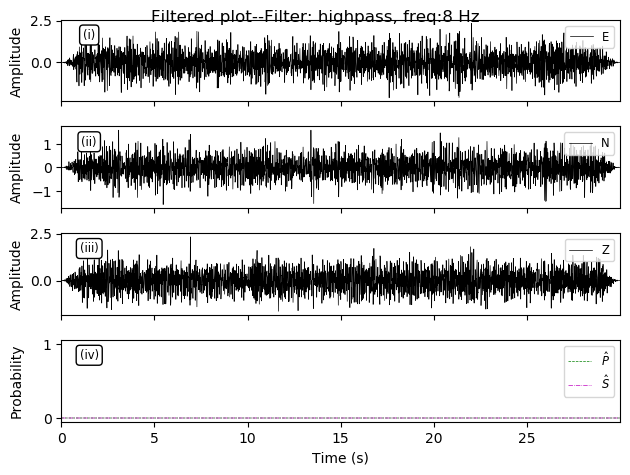 Filtered plot--Filter: highpass, freq:8 Hz
2.5
(i)
E
0.0
Amplitude
(ii)
N
1
0
−1
Amplitude
2.5
(iii)
Z
0.0
Amplitude
1
(iv)
P̂
Ŝ
0
Probability
0 5 10 15 20 25
Time (s)